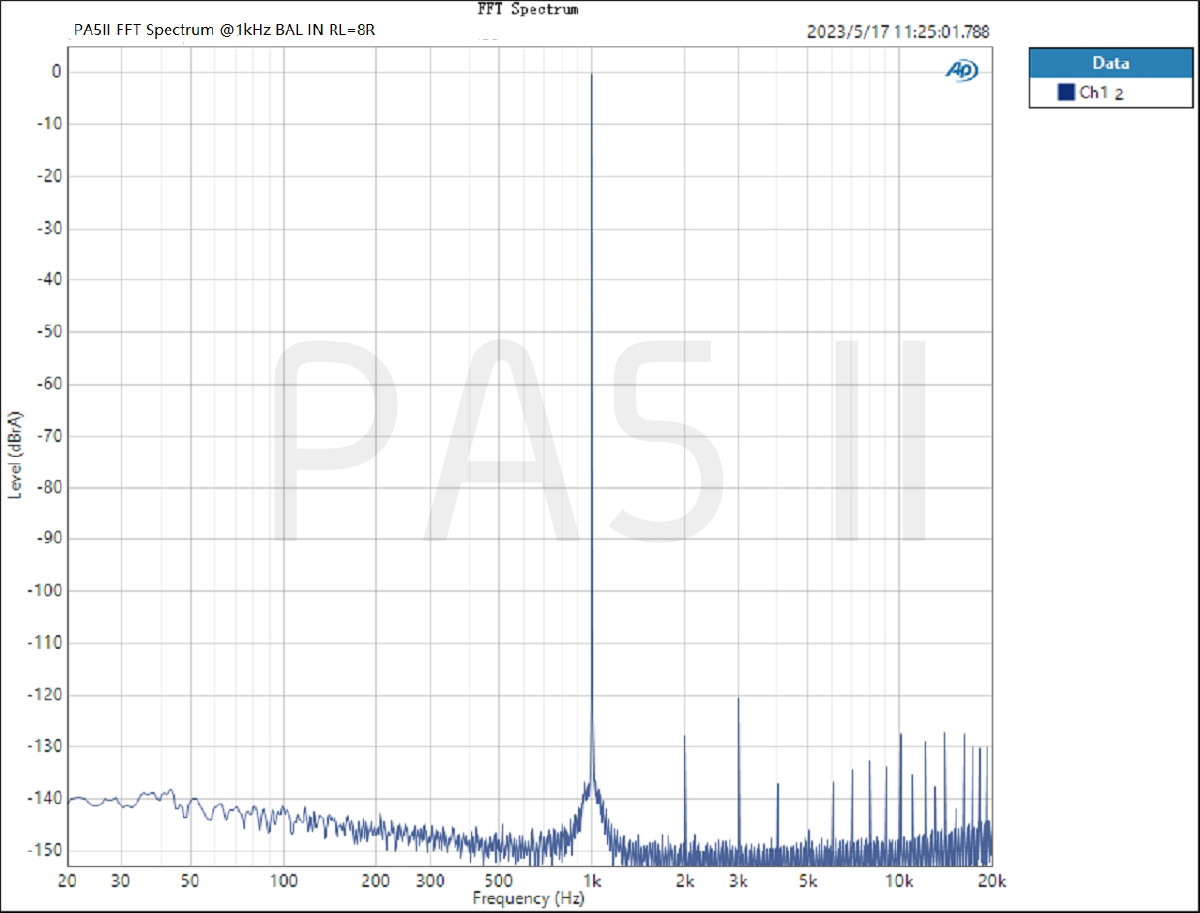 FFT Spectrum
PA5II FFT Spectrum @1kHz BAL IN RL=8R
2023/5/17 11:25:01.788
AP
Data
Ch1 2
0
-10
-20
-30
-40
-50
-60
-70
-80
-90
-100
-110
-120
-130
-140
-150
Level (dBrA)
PA5 II
20 30 50 100 200 300 500 1k 2k 3k 5k 10k 20k
Frequency (Hz)